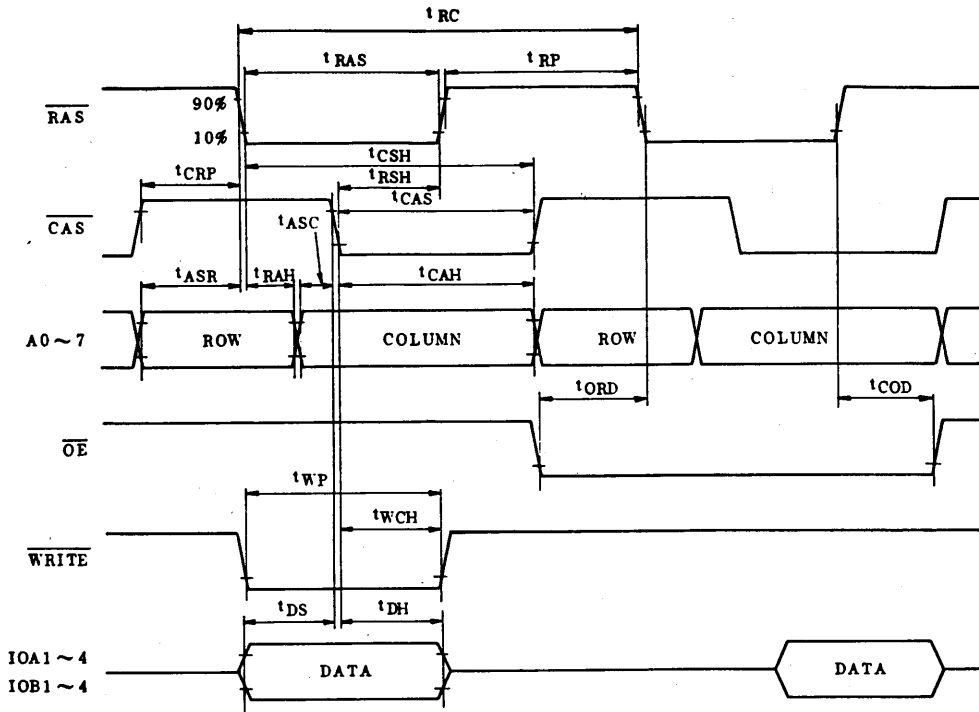 tRC
tRAS
tRP
RAS
90%
10%
tCSH
tCRP
tRSH
tCAS
CAS
tASC
tASR
tRAH
tCAH
A0~7
ROW
COLUMN
ROW
COLUMN
tORD
tCOD
OE
tWP
tWCH
WRITE
tDS
tDH
IOA1~4
IOB1~4
DATA
DATA